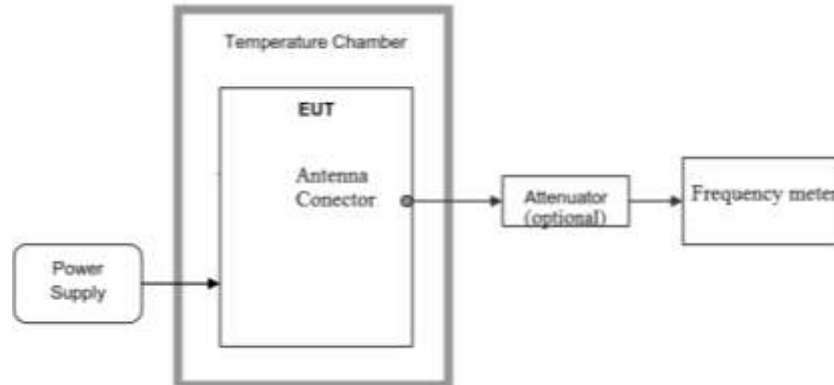 Temperature Chamber
EUT
Antenna
Conector
Attenuator
(optional)
Frequency meter
Power
Supply